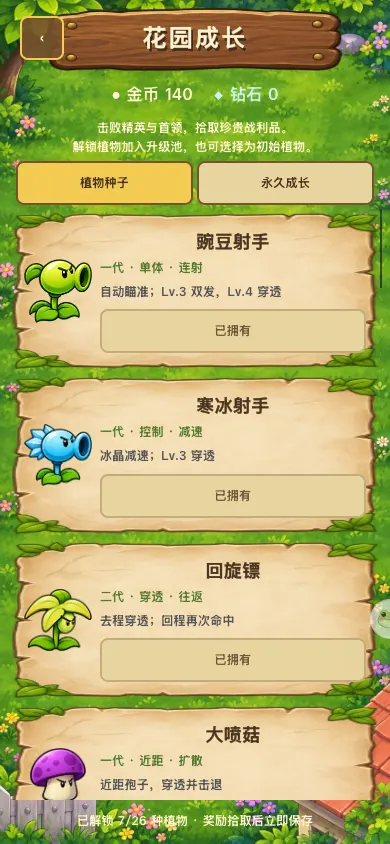 ‹
花园成长
● 金币 140 ◆ 钻石 0
击败精英与首领，拾取珍贵战利品。
解锁植物加入升级池，也可选择为初始植物。
植物种子
永久成长
豌豆射手
一代 · 单体 · 连射
自动瞄准；Lv.3 双发，Lv.4 穿透
已拥有
寒冰射手
一代 · 控制 · 减速
冰晶减速；Lv.3 穿透
已拥有
回旋镖
二代 · 穿透 · 往返
去程穿透；回程再次命中
已拥有
大喷菇
一代 · 近距 · 扩散
近距孢子，穿透并击退
已解锁 7/26 种植物 · 奖励拾取后立即保存